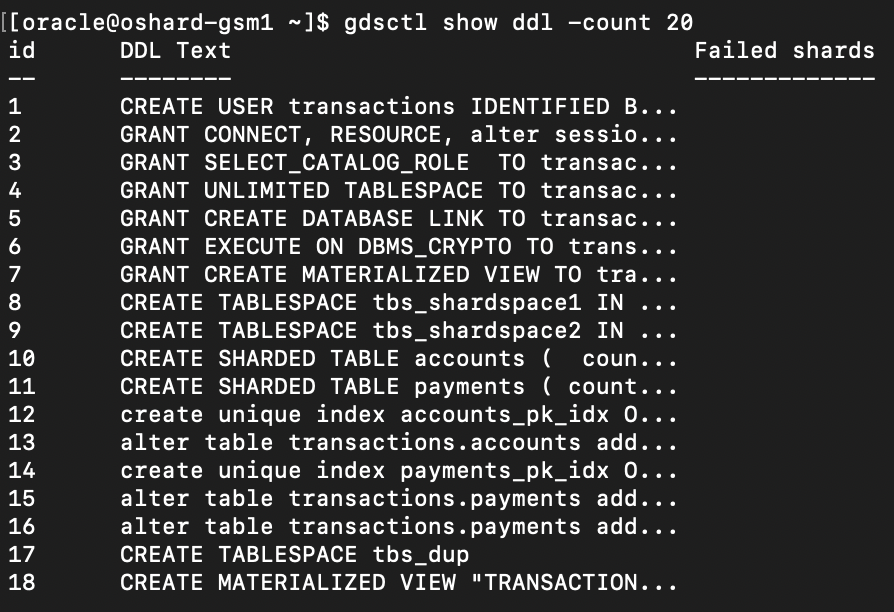 [[oracle@oshard-gsm1 ~]$ gdsctl show ddl -count 20
id DDL Text Failed shards
-- -------- -------------
1 CREATE USER transactions IDENTIFIED B...
2 GRANT CONNECT, RESOURCE, alter sessio...
3 GRANT SELECT_CATALOG_ROLE  TO transac...
4 GRANT UNLIMITED TABLESPACE TO transac...
5 GRANT CREATE DATABASE LINK TO transac...
6 GRANT EXECUTE ON DBMS_CRYPTO TO trans...
7 GRANT CREATE MATERIALIZED VIEW TO tra...
8 CREATE TABLESPACE tbs_shardspace1 IN ...
9 CREATE TABLESPACE tbs_shardspace2 IN ...
10 CREATE SHARDED TABLE accounts (  coun...
11 CREATE SHARDED TABLE payments ( count...
12 create unique index accounts_pk_idx O...
13 alter table transactions.accounts add...
14 create unique index payments_pk_idx O...
15 alter table transactions.payments add...
16 alter table transactions.payments add...
17 CREATE TABLESPACE tbs_dup
18 CREATE MATERIALIZED VIEW "TRANSACTION...